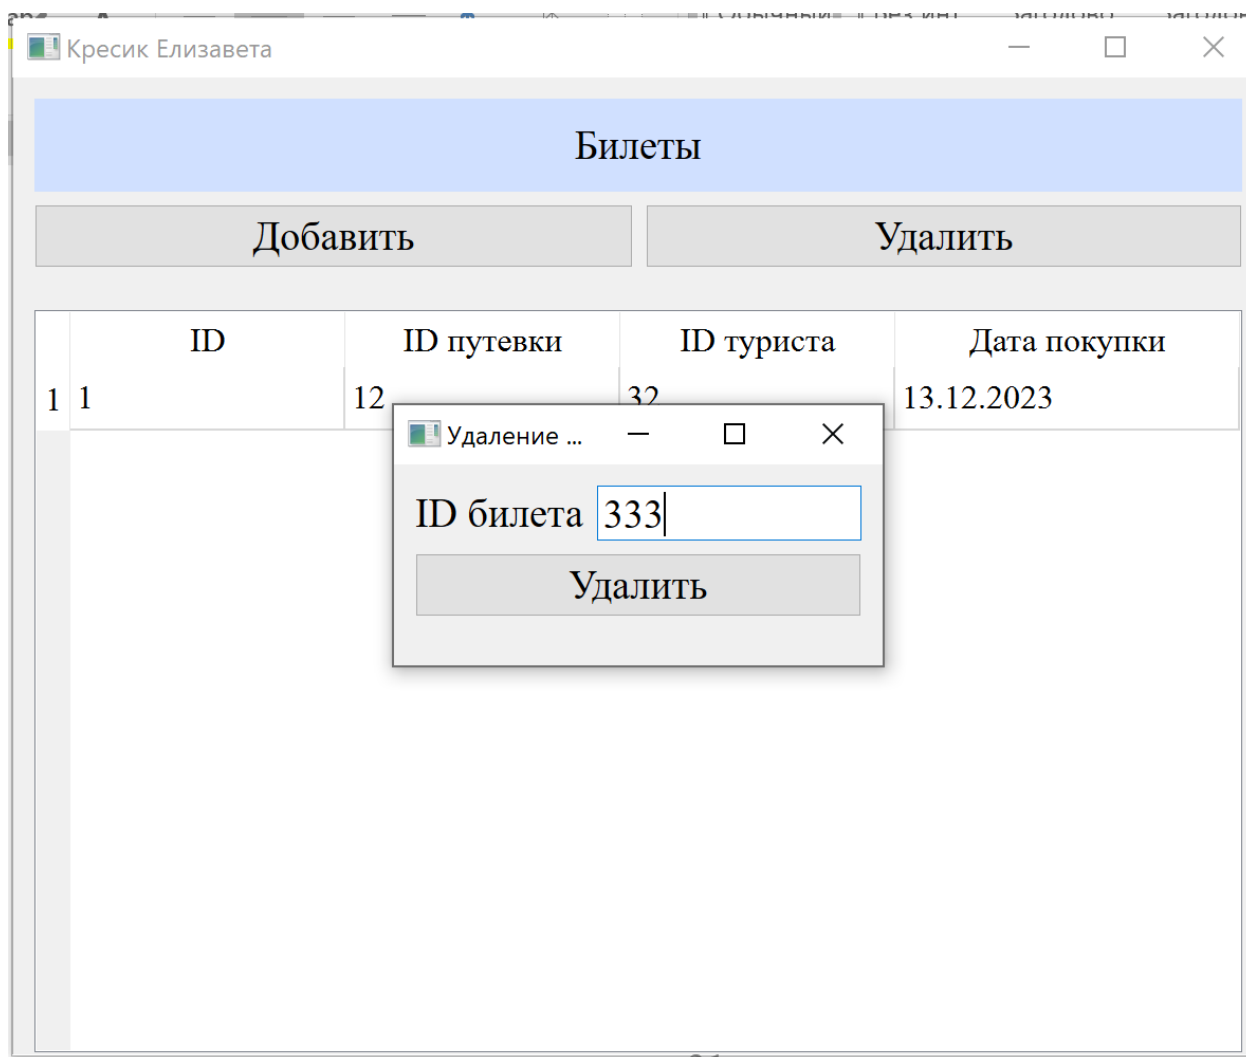 Кресик Елизавета
Билеты
Добавить Удалить
ID ID путевки ID туриста Дата покупки
1 1 12 32 13.12.2023
Удаление ...
ID билета 333
Удалить